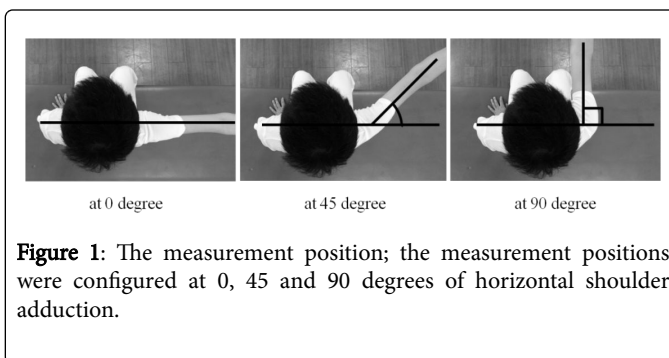 at 0 degree
at 45 degree
at 90 degree
Figure 1: The measurement position; the measurement positions
were configured at 0, 45 and 90 degrees of horizontal shoulder
adduction.